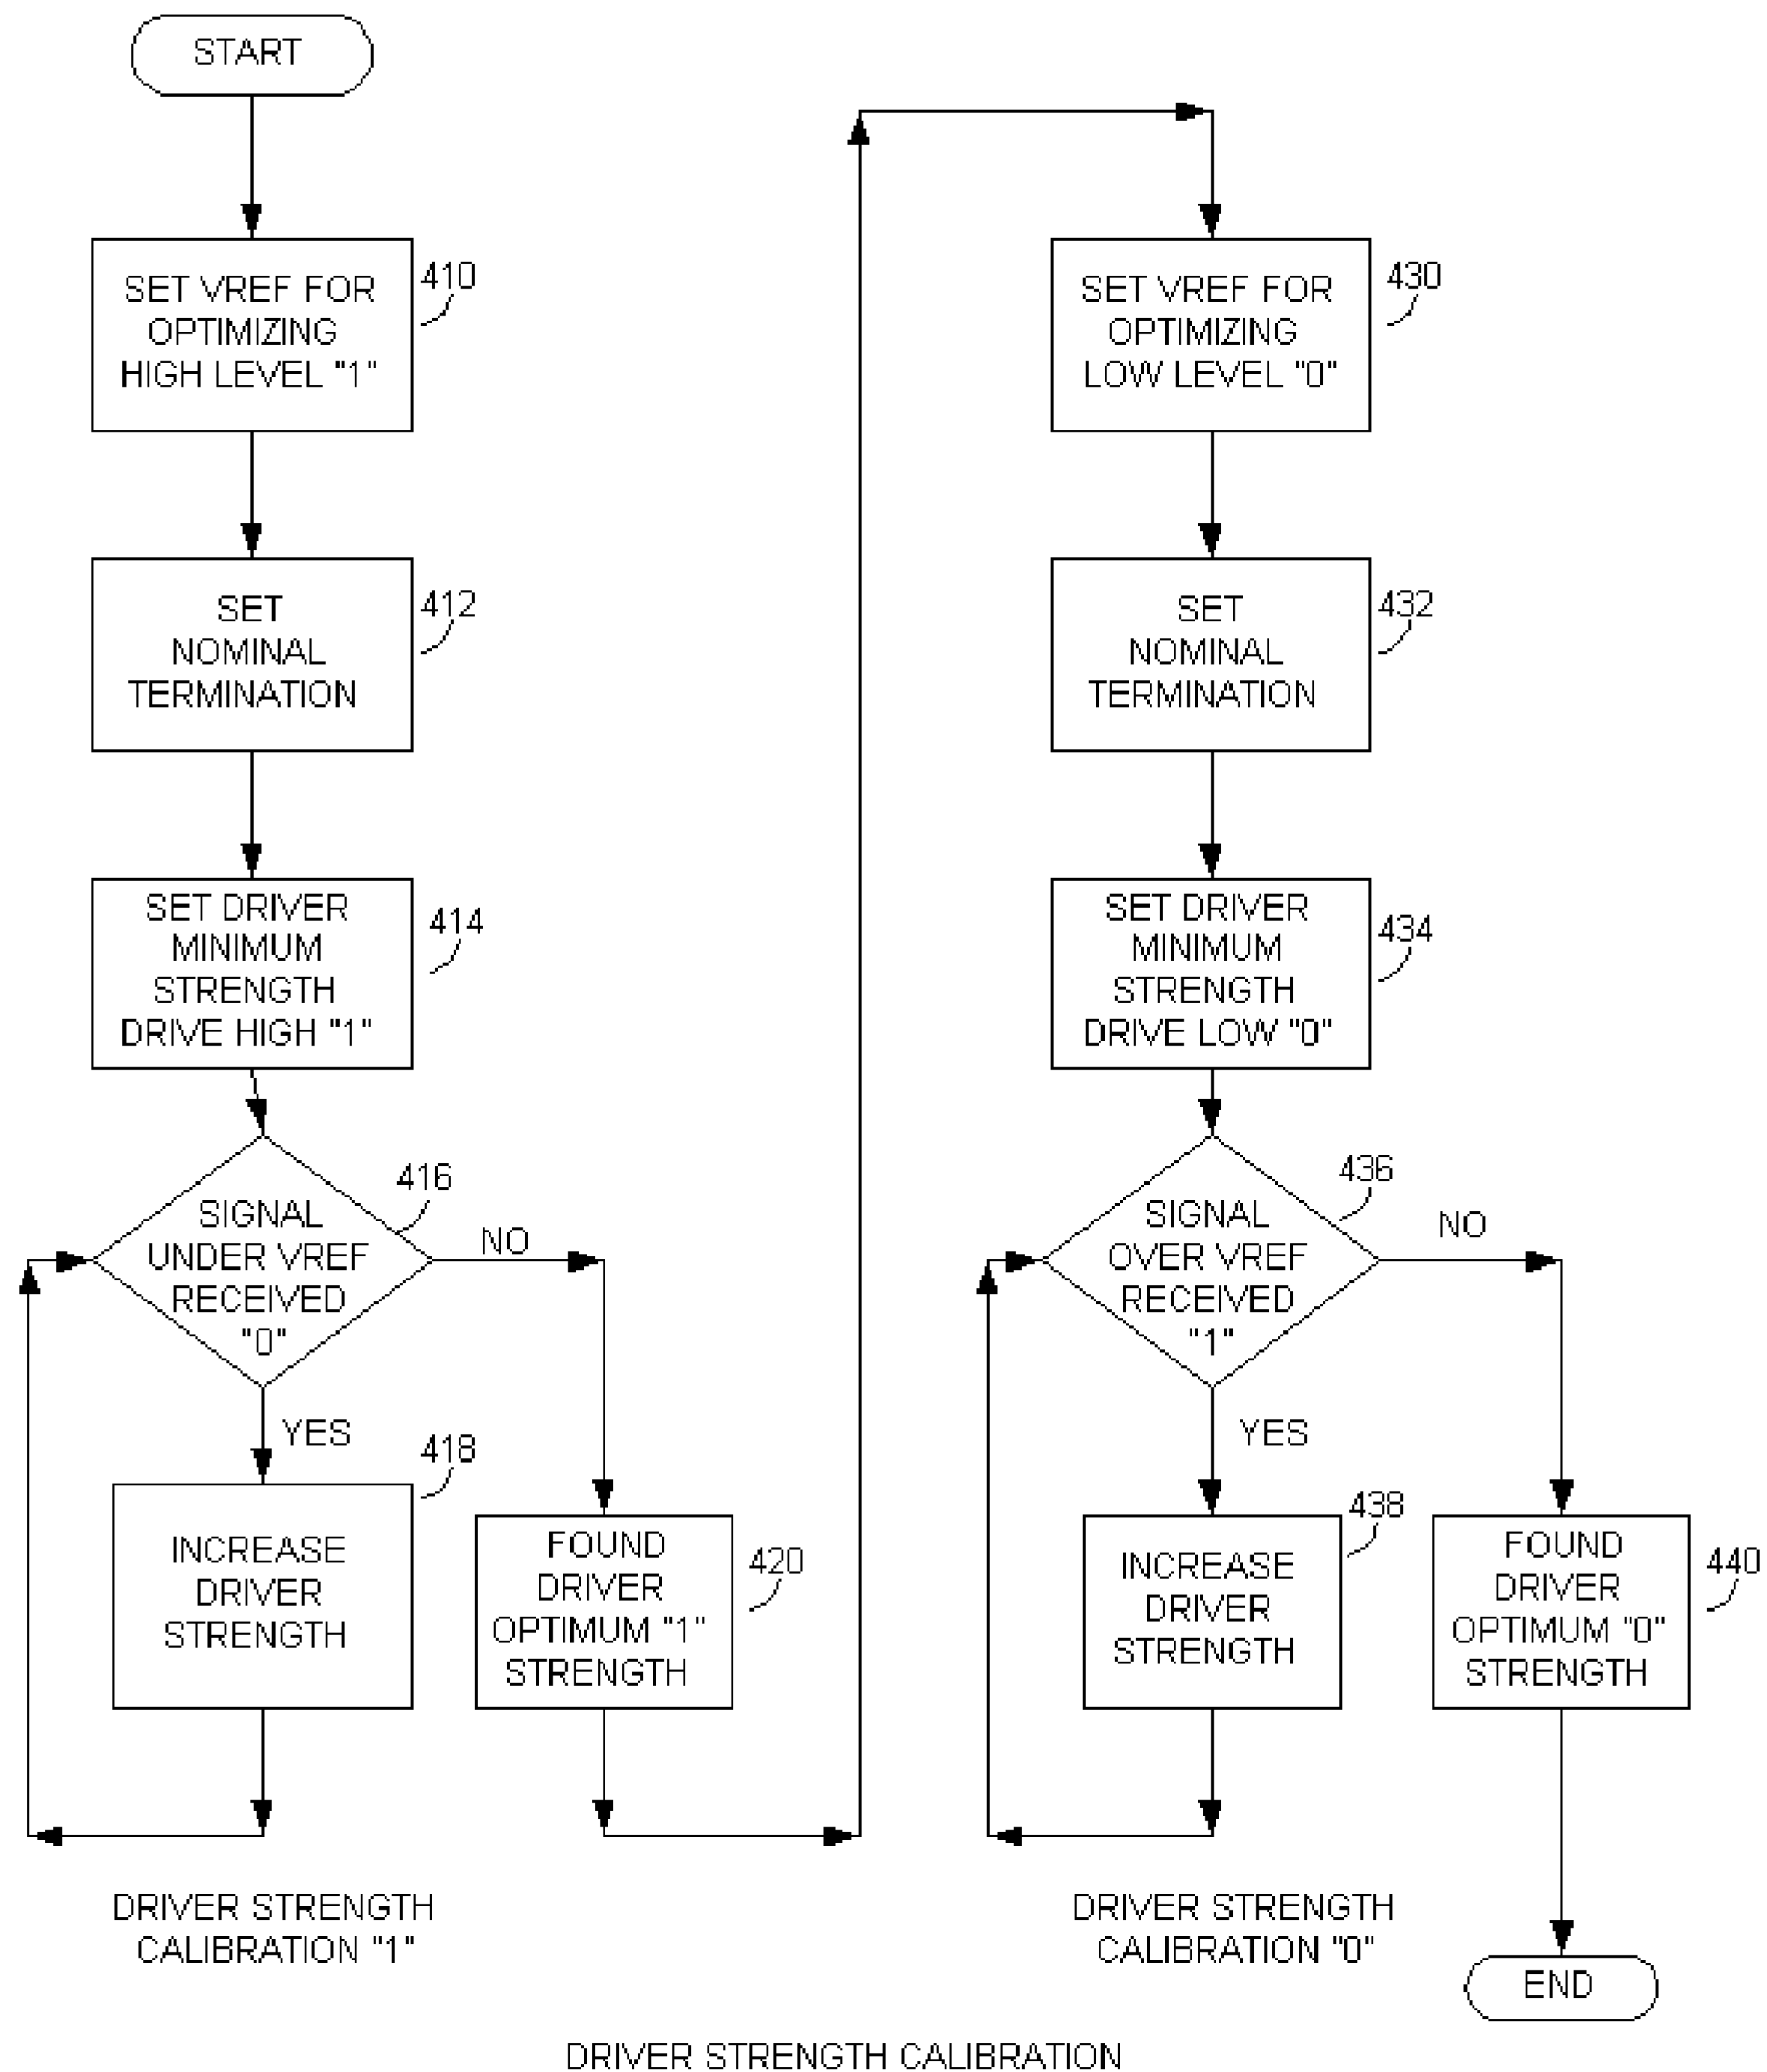 START
SET VREF FOR
OPTIMIZING
HIGH LEVEL "1"
410
SET
NOMINAL
TERMINATION
412
SET DRIVER
MINIMUM
STRENGTH
DRIVE HIGH "1"
414
SIGNAL
UNDER VREF
RECEIVED
"0"
416
NO
YES
INCREASE
DRIVER
STRENGTH
418
FOUND
DRIVER
OPTIMUM "1"
STRENGTH
420
DRIVER STRENGTH
CALIBRATION "1"
SET VREF FOR
OPTIMIZING
LOW LEVEL "0"
430
SET
NOMINAL
TERMINATION
432
SET DRIVER
MINIMUM
STRENGTH
DRIVE LOW "0"
434
SIGNAL
OVER VREF
RECEIVED
"1"
436
NO
YES
INCREASE
DRIVER
STRENGTH
438
FOUND
DRIVER
OPTIMUM "0"
STRENGTH
440
DRIVER STRENGTH
CALIBRATION "0"
END
DRIVER STRENGTH CALIBRATION